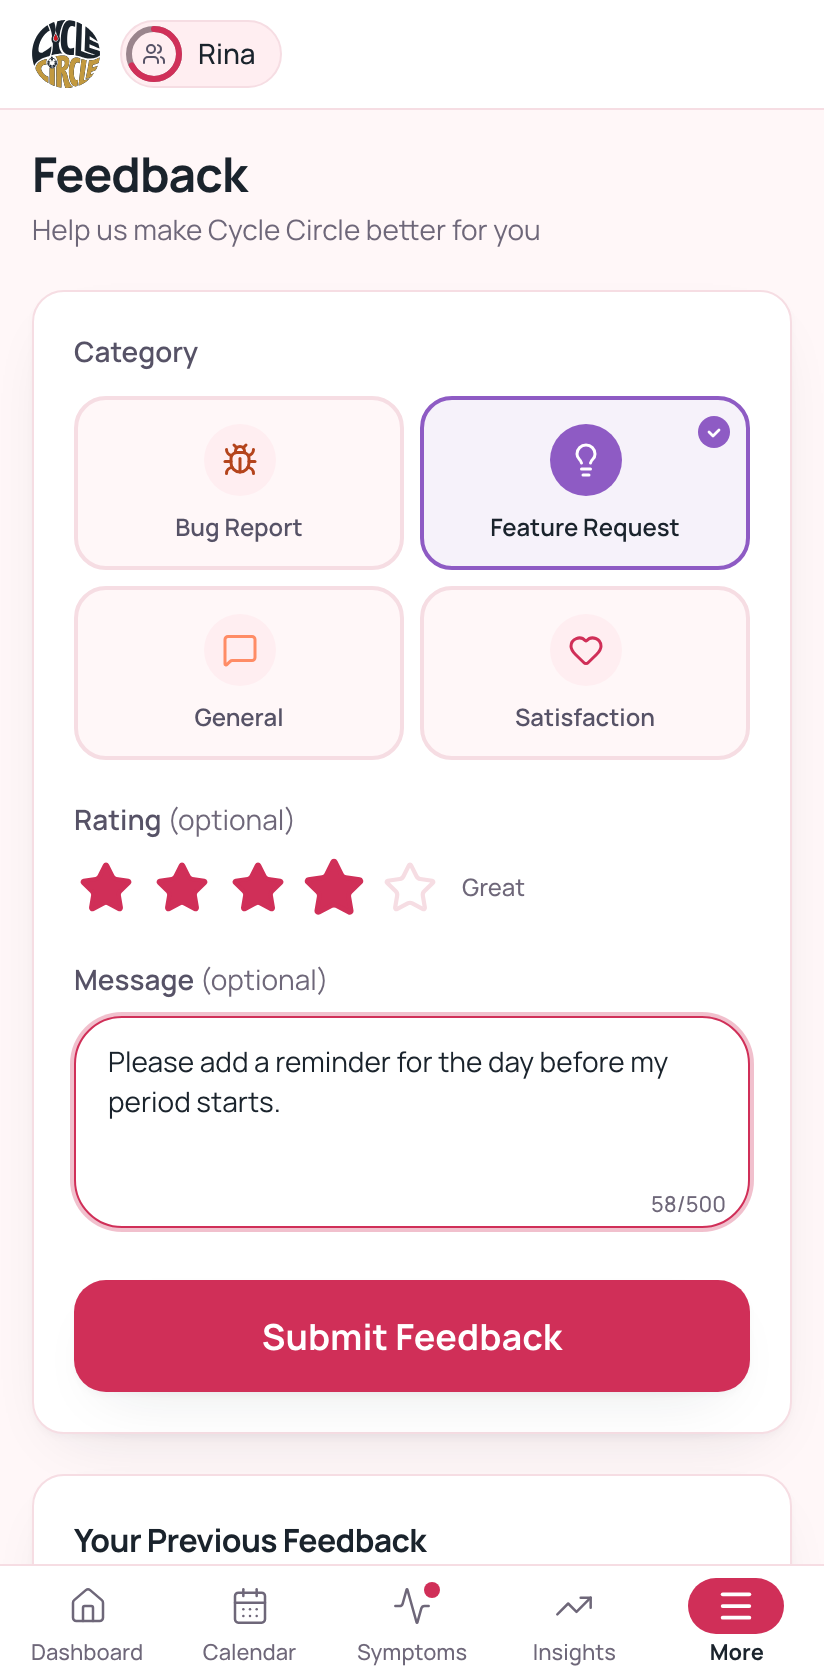 CYCLE
CIRCLE
Rina
Feedback
Help us make Cycle Circle better for you
Category
Bug Report
Feature Request
General
Satisfaction
Rating (optional)
Great
Message (optional)
Please add a reminder for the day before my
period starts.
58/500
Submit Feedback
Your Previous Feedback
Dashboard
Calendar
Symptoms
Insights
More